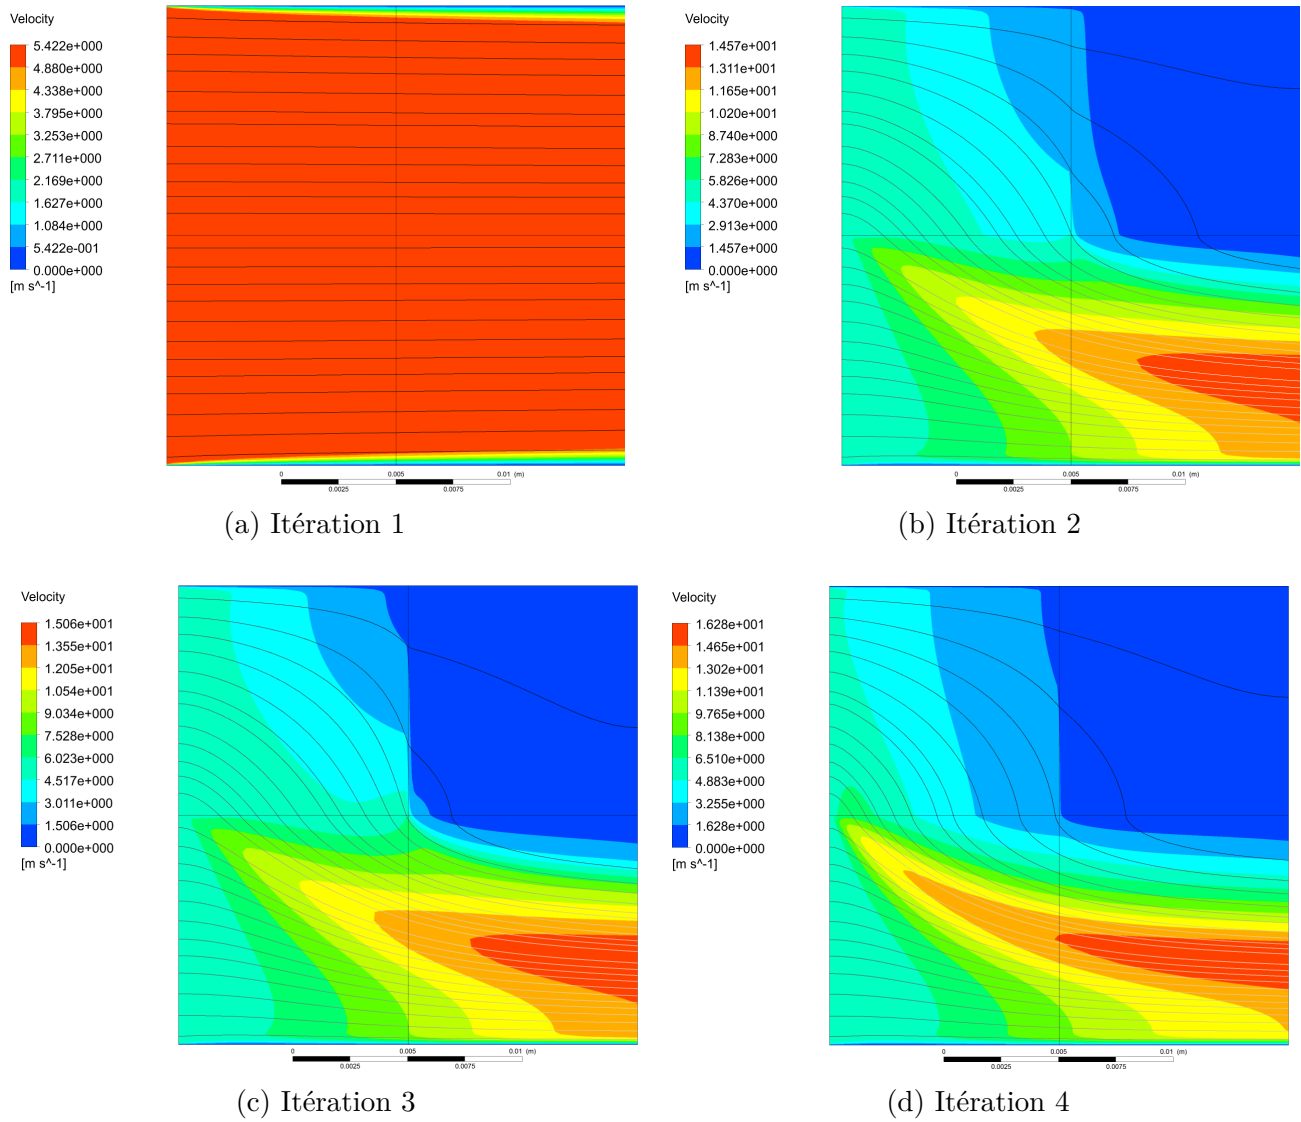 Velocity
5.422e+000
4.880e+000
4.338e+000
3.795e+000
3.253e+000
2.711e+000
2.169e+000
1.627e+000
1.084e+000
5.422e-001
0.000e+000
[m s^-1]
0 0.005 0.01 (m)
0.0025 0.0075
(a) Itération 1
Velocity
1.457e+001
1.311e+001
1.165e+001
1.020e+001
8.740e+000
7.283e+000
5.826e+000
4.370e+000
2.913e+000
1.457e+000
0.000e+000
[m s^-1]
0 0.005 0.01 (m)
0.0025 0.0075
(b) Itération 2
Velocity
1.506e+001
1.355e+001
1.205e+001
1.054e+001
9.034e+000
7.528e+000
6.023e+000
4.517e+000
3.011e+000
1.506e+000
0.000e+000
[m s^-1]
0 0.005 0.01 (m)
0.0025 0.0075
(c) Itération 3
Velocity
1.628e+001
1.465e+001
1.302e+001
1.139e+001
9.765e+000
8.138e+000
6.510e+000
4.883e+000
3.255e+000
1.628e+000
0.000e+000
[m s^-1]
0 0.005 0.01 (m)
0.0025 0.0075
(d) Itération 4